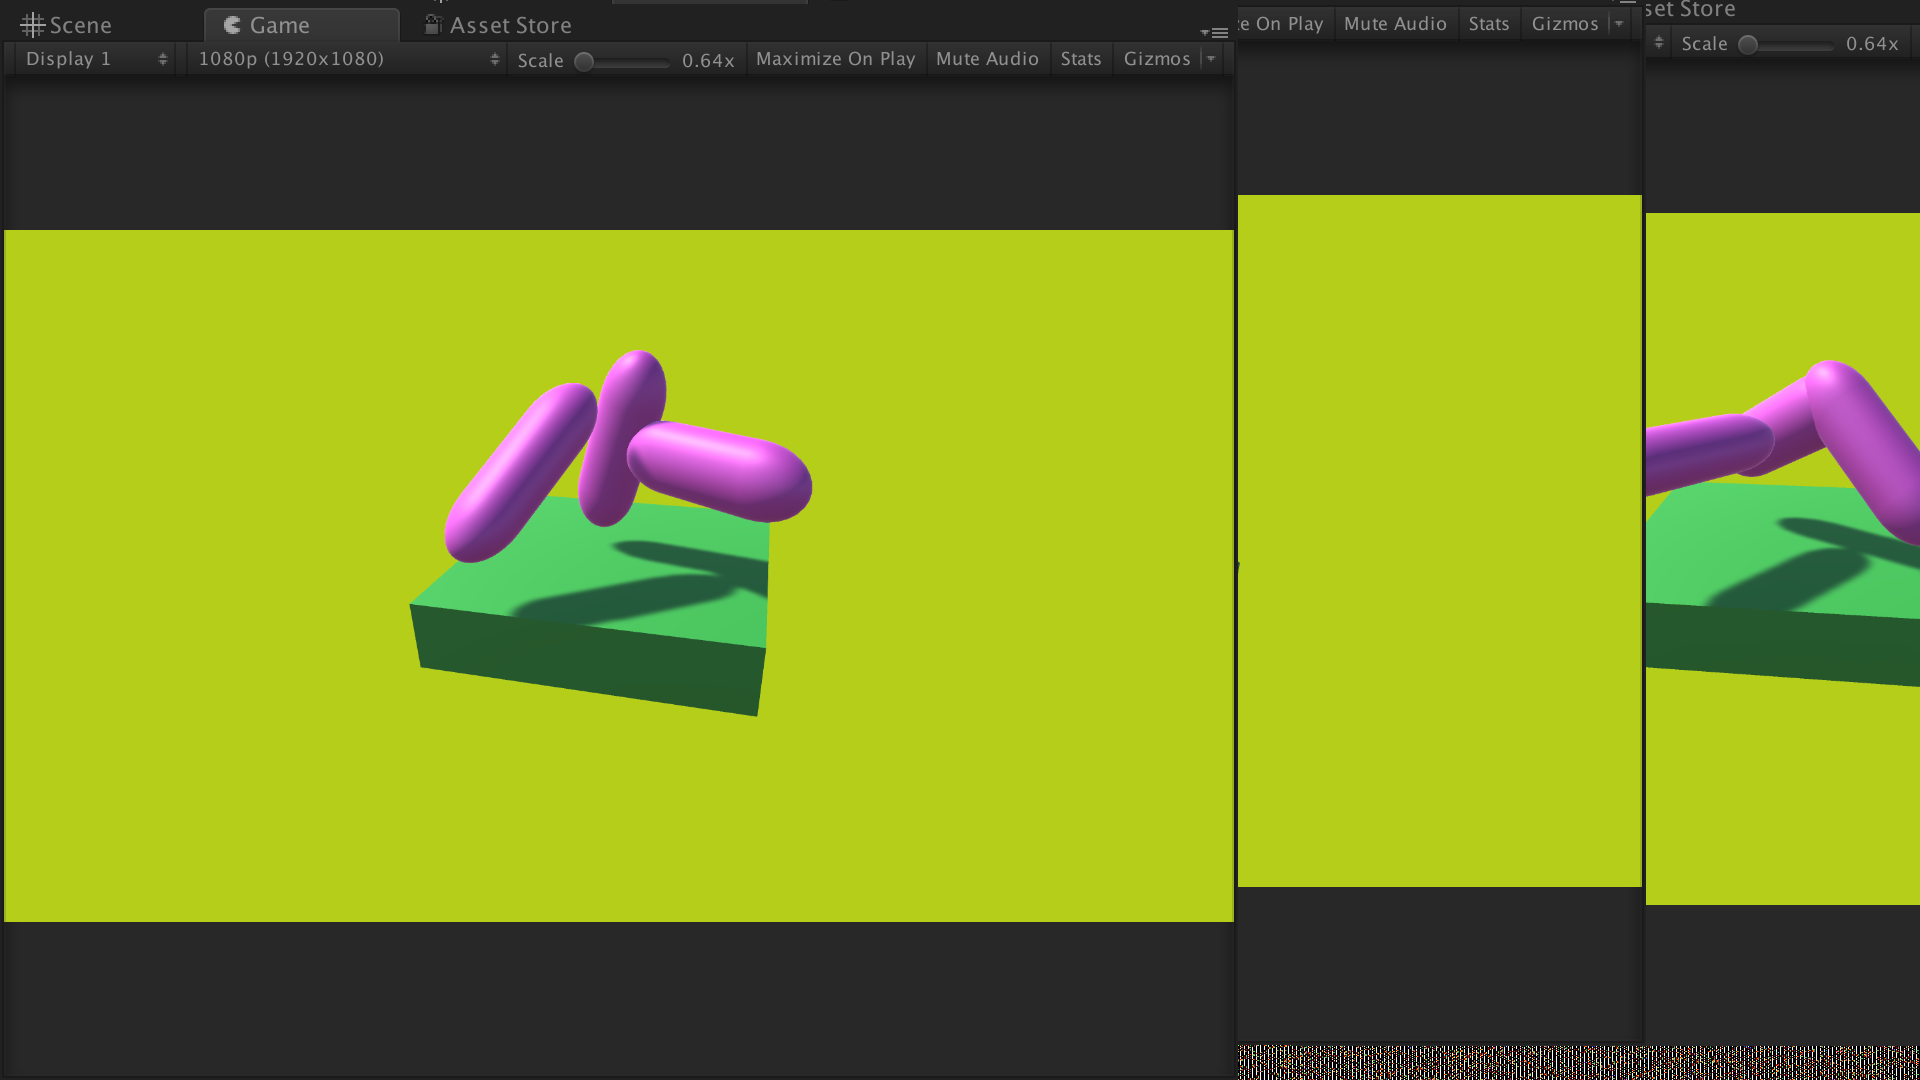 Scene Game Asset Store
Display 1 1080p (1920x1080) Scale 0.64x Maximize On Play Mute Audio Stats Gizmos
On Play Mute Audio Stats Gizmos
Store
Scale 0.64x